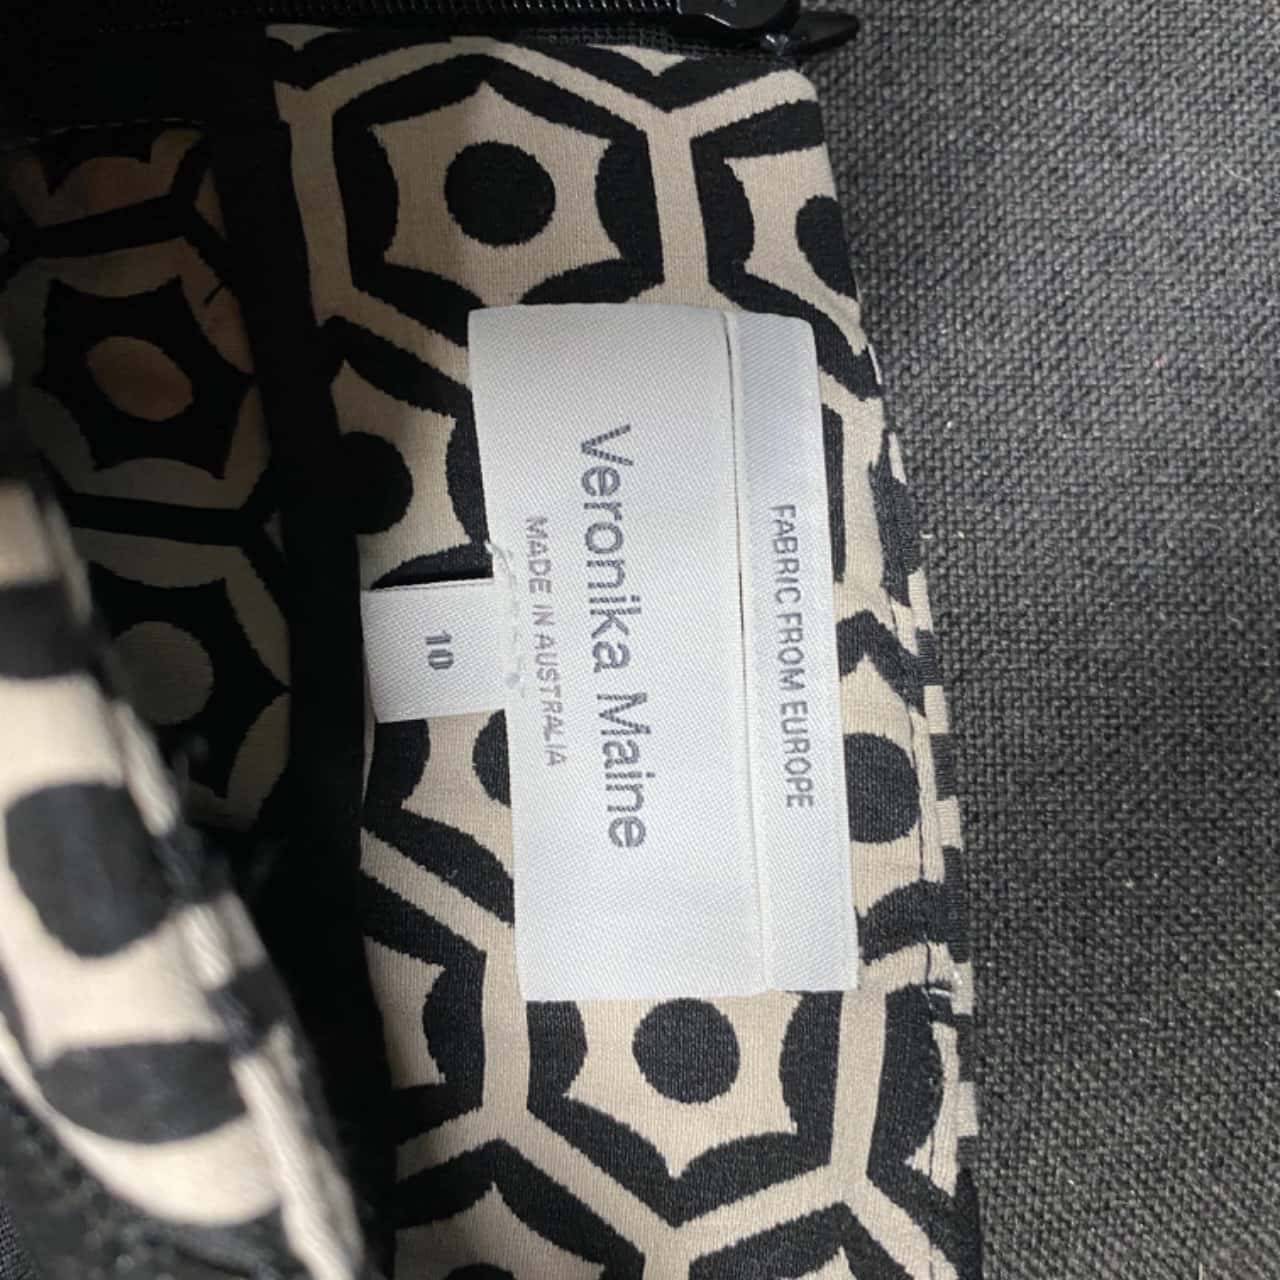 FABRIC FROM EUROPE
Veronika Maine
MADE IN AUSTRALIA
10